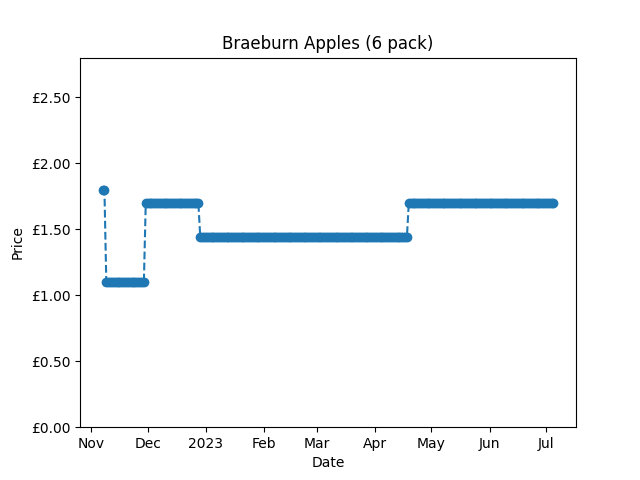 Braeburn Apples (6 pack)
£2.50
£2.00
£1.50
£1.00
£0.50
£0.00
Price
Nov Dec 2023 Feb Mar Apr May Jun Jul
Date